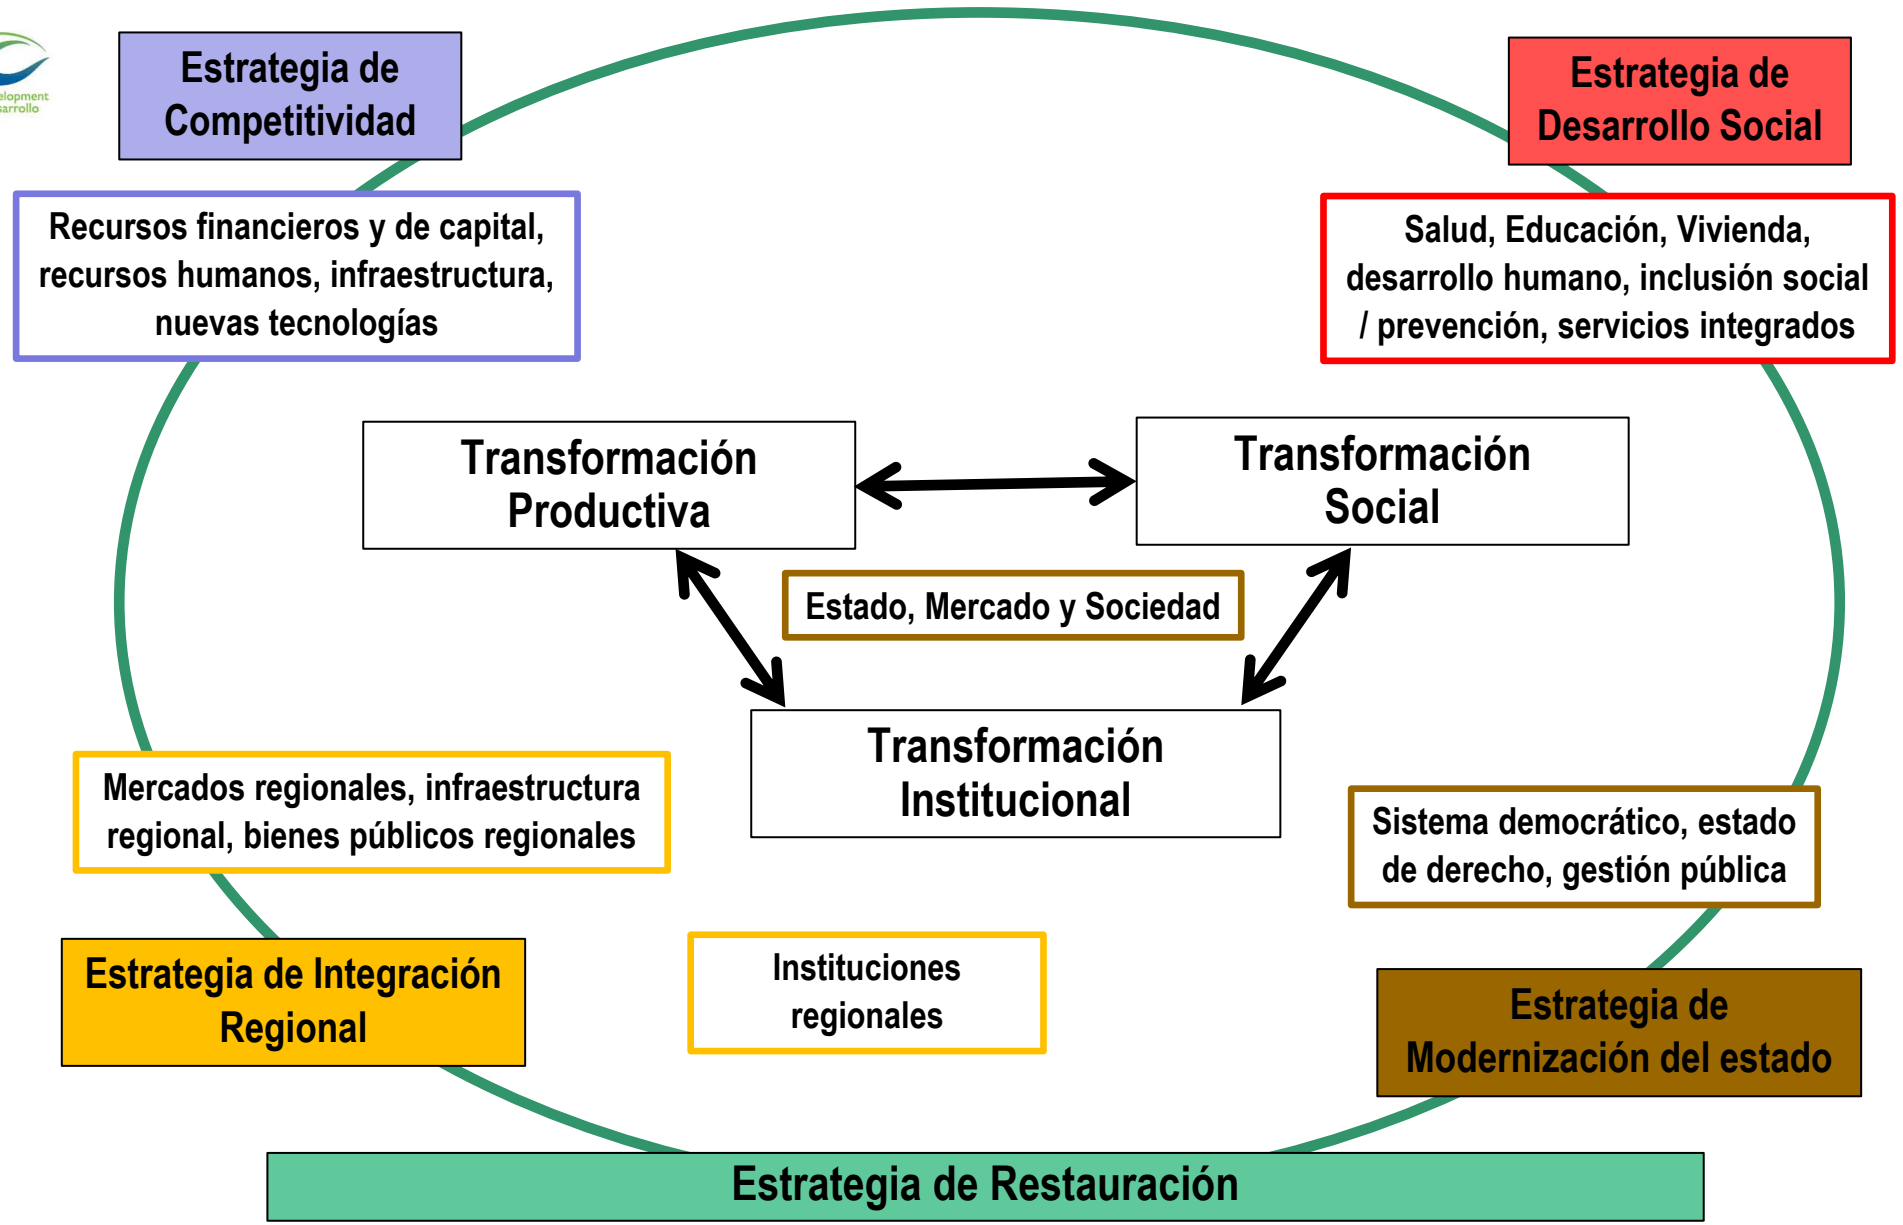 Estrategia de
Competitividad
Estrategia de
Desarrollo Social
Recursos financieros y de capital,
recursos humanos, infraestructura,
nuevas tecnologías
Salud, Educación, Vivienda,
desarrollo humano, inclusión social
/ prevención, servicios integrados
Transformación
Productiva
Transformación
Social
Estado, Mercado y Sociedad
Transformación
Institucional
Mercados regionales, infraestructura
regional, bienes públicos regionales
Sistema democrático, estado
de derecho, gestión pública
Instituciones
regionales
Estrategia de Integración
Regional
Estrategia de
Modernización del estado
Estrategia de Restauración